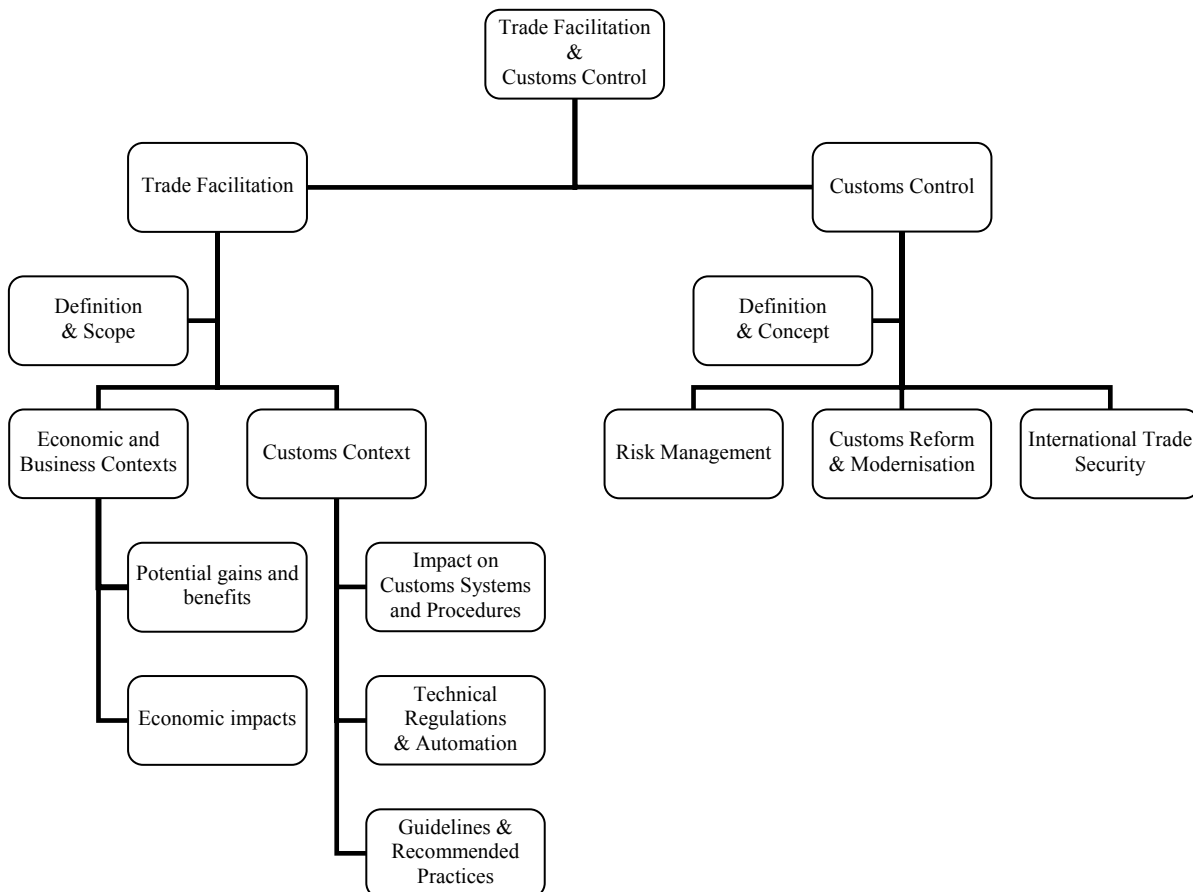 Trade Facilitation
&
Customs Control
Trade Facilitation
Customs Control
Definition
& Scope
Definition
& Concept
Economic and
Business Contexts
Customs Context
Risk Management
Customs Reform
& Modernisation
International Trade
Security
Potential gains and
benefits
Impact on
Customs Systems
and Procedures
Economic impacts
Technical
Regulations
& Automation
Guidelines &
Recommended
Practices